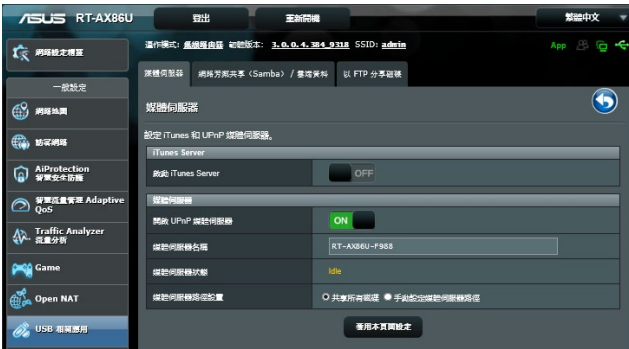 ASUS RT-AX86U 登出 重新開機 繁體中文
操作模式: 無線路由器 韌體版本: 3.0.0.4.384_9318 SSID: admin App
網路設定精靈
媒體伺服器 網路芳鄰共享 (Samba) / 雲端資料 以 FTP 分享磁碟
一般設定
網路地圖
訪客網路
AiProtection
智慧安全防護
智慧流量管理 Adaptive
QoS
Traffic Analyzer
流量分析
Game
Open NAT
USB 相關應用
媒體伺服器
設定 iTunes 和 UPnP 媒體伺服器。
iTunes Server
啟動 iTunes Server OFF
媒體伺服器
開啟 UPnP 媒體伺服器 ON
媒體伺服器名稱 RT-AX86U-F988
媒體伺服器狀態 Idle
媒體伺服器路徑設置 共享所有磁碟 手動設定媒體伺服器路徑
套用本頁面設定